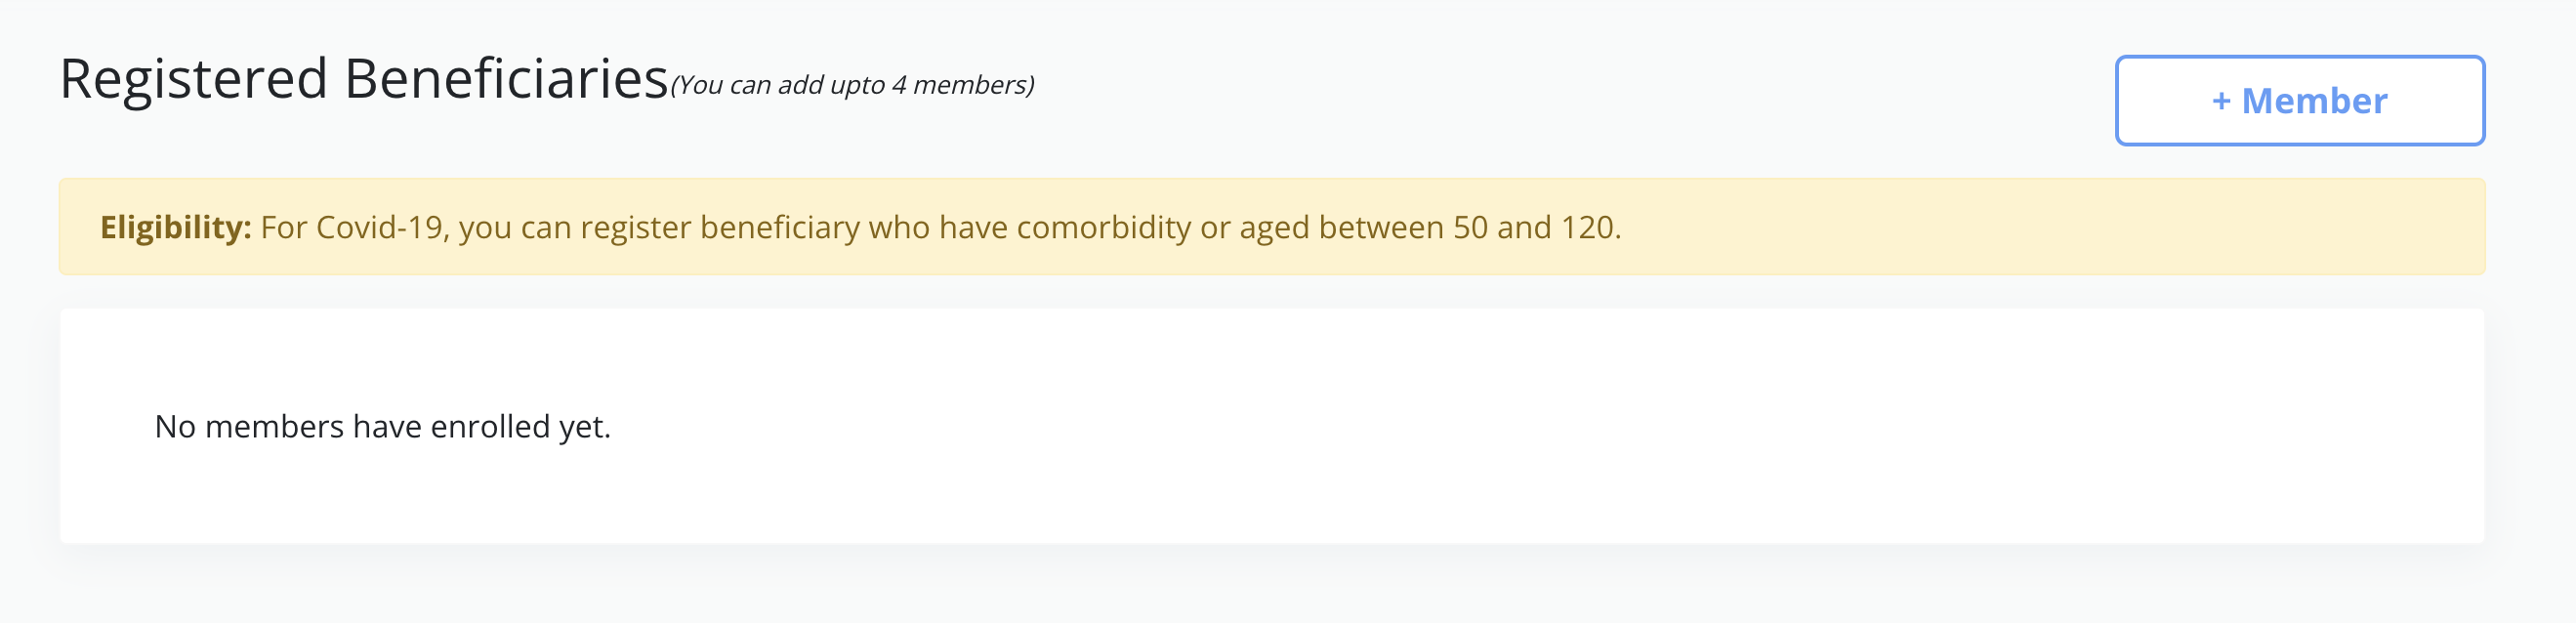 Registered Beneficiaries(You can add upto 4 members)
+ Member
Eligibility: For Covid-19, you can register beneficiary who have comorbidity or aged between 50 and 120.
No members have enrolled yet.